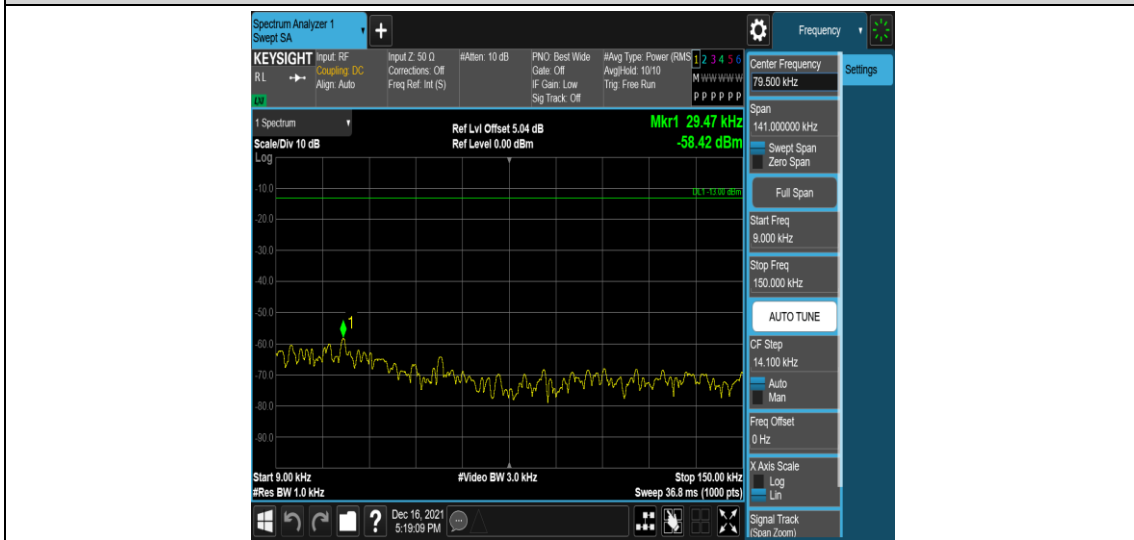 Spectrum Analyzer 1
Swept SA
+
Frequency
KEYSIGHT
RL
LXI
Input: RF
Coupling: DC
Align: Auto
Input Z: 50 Ω
Corrections: Off
Freq Ref: Int (S)
#Atten: 10 dB
PNO: Best Wide
Gate: Off
IF Gain: Low
Sig Track: Off
#Avg Type: Power (RMS
Avg|Hold: 10/10
Trig: Free Run
1 2 3 4 5 6
M W W W W W
P P P P P P
1 Spectrum
Scale/Div 10 dB
Ref Lvl Offset 5.04 dB
Ref Level 0.00 dBm
Mkr1 29.47 kHz
-58.42 dBm
Log
DL1 -13.00 dBm
-10.0
-20.0
-30.0
-40.0
-50.0
-60.0
-70.0
-80.0
-90.0
1
Start 9.00 kHz
#Res BW 1.0 kHz
#Video BW 3.0 kHz
Stop 150.00 kHz
Sweep 36.8 ms (1000 pts)
Center Frequency
79.500 kHz
Settings
Span
141.000000 kHz
Swept Span
Zero Span
Full Span
Start Freq
9.000 kHz
Stop Freq
150.000 kHz
AUTO TUNE
CF Step
14.100 kHz
Auto
Man
Freq Offset
0 Hz
X Axis Scale
Log
Lin
Signal Track
(Span Zoom)
?
Dec 16, 2021
5:19:09 PM